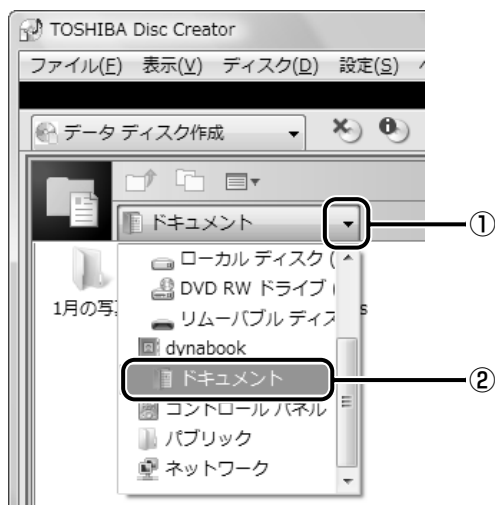 TOSHIBA Disc Creator
ファイル(F) 表示(V) ディスク(D) 設定(S)
データ ディスク作成
ドキュメント ①
ローカル ディスク (
DVD RW ドライブ
1月の写 s
リムーバブル ディス
dynabook
ドキュメント ②
コントロール パネル
パブリック
ネットワーク